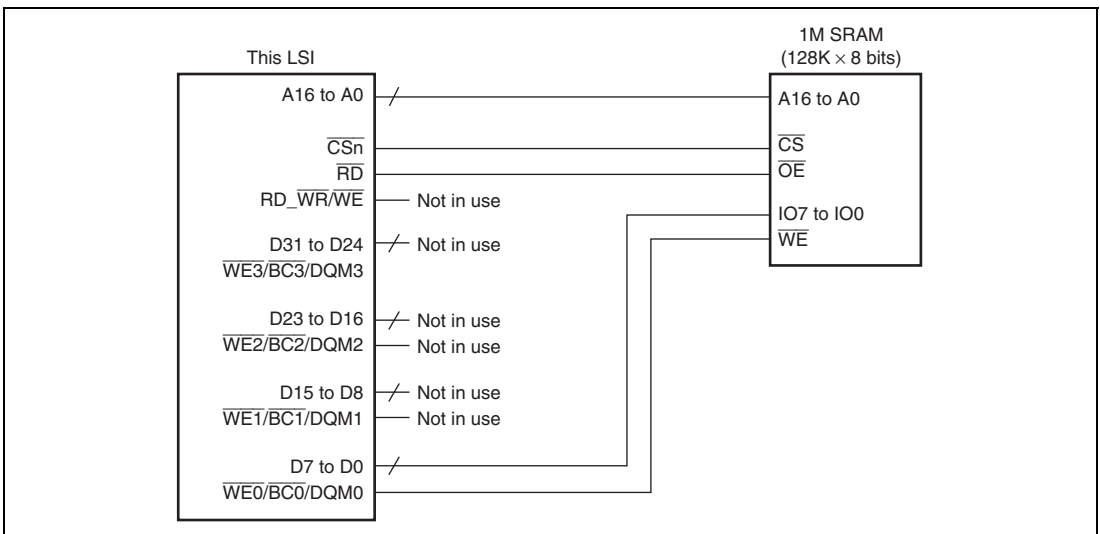 This LSI
A16 to A0
CSn
RD
RD_WR/WE Not in use
D31 to D24 Not in use
WE3/BC3/DQM3
D23 to D16 Not in use
WE2/BC2/DQM2 Not in use
D15 to D8 Not in use
WE1/BC1/DQM1 Not in use
D7 to D0
WE0/BC0/DQM0
1M SRAM
(128K × 8 bits)
A16 to A0
CS
OE
IO7 to IO0
WE